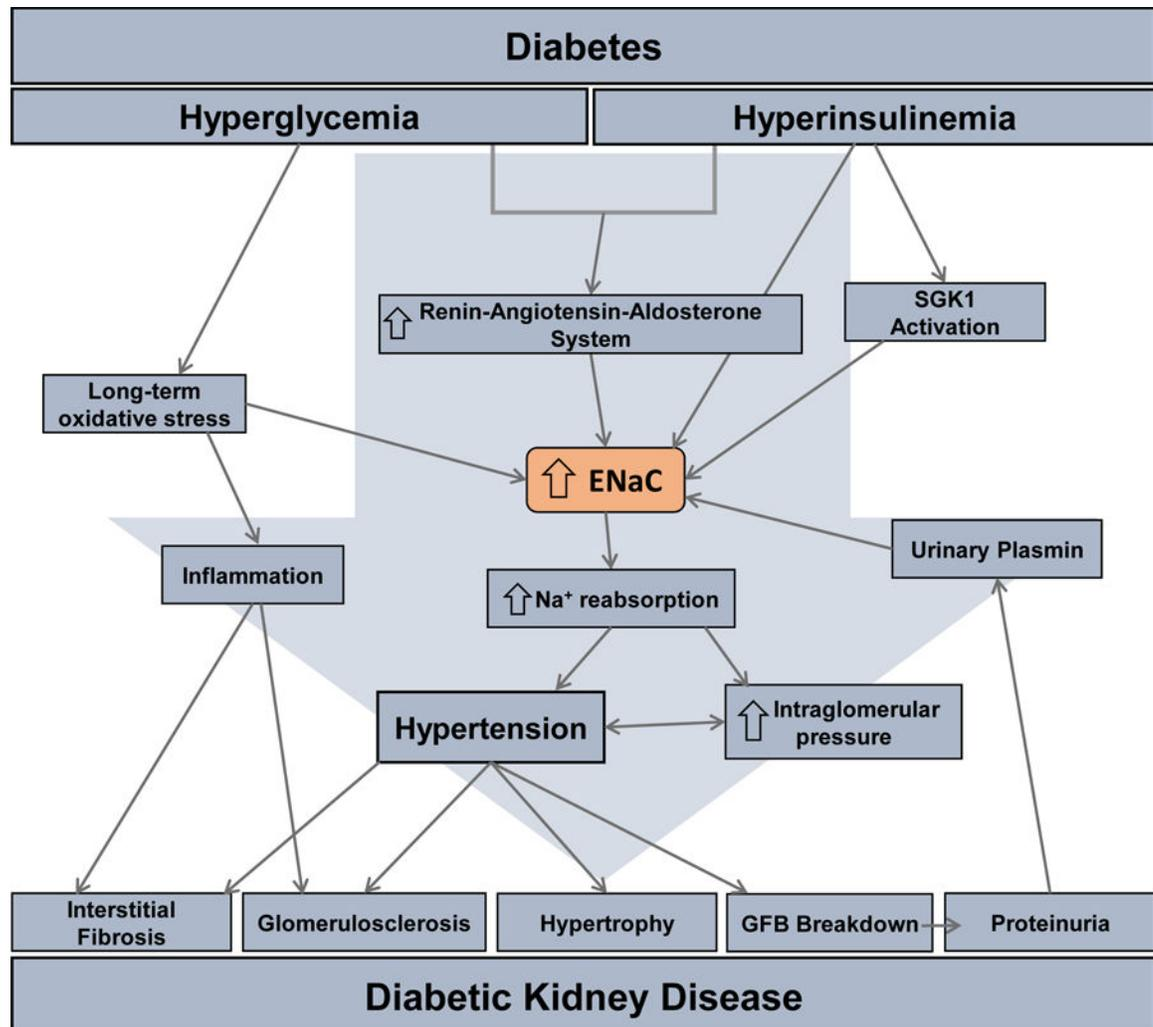 Diabetes
Hyperglycemia
Hyperinsulinemia
Renin-Angiotensin-Aldosterone
System
SGK1
Activation
Long-term
oxidative stress
ENaC
Urinary Plasmin
Inflammation
Na⁺ reabsorption
Hypertension
Intraglomerular
pressure
Interstitial
Fibrosis
Glomerulosclerosis
Hypertrophy
GFB Breakdown
Proteinuria
Diabetic Kidney Disease